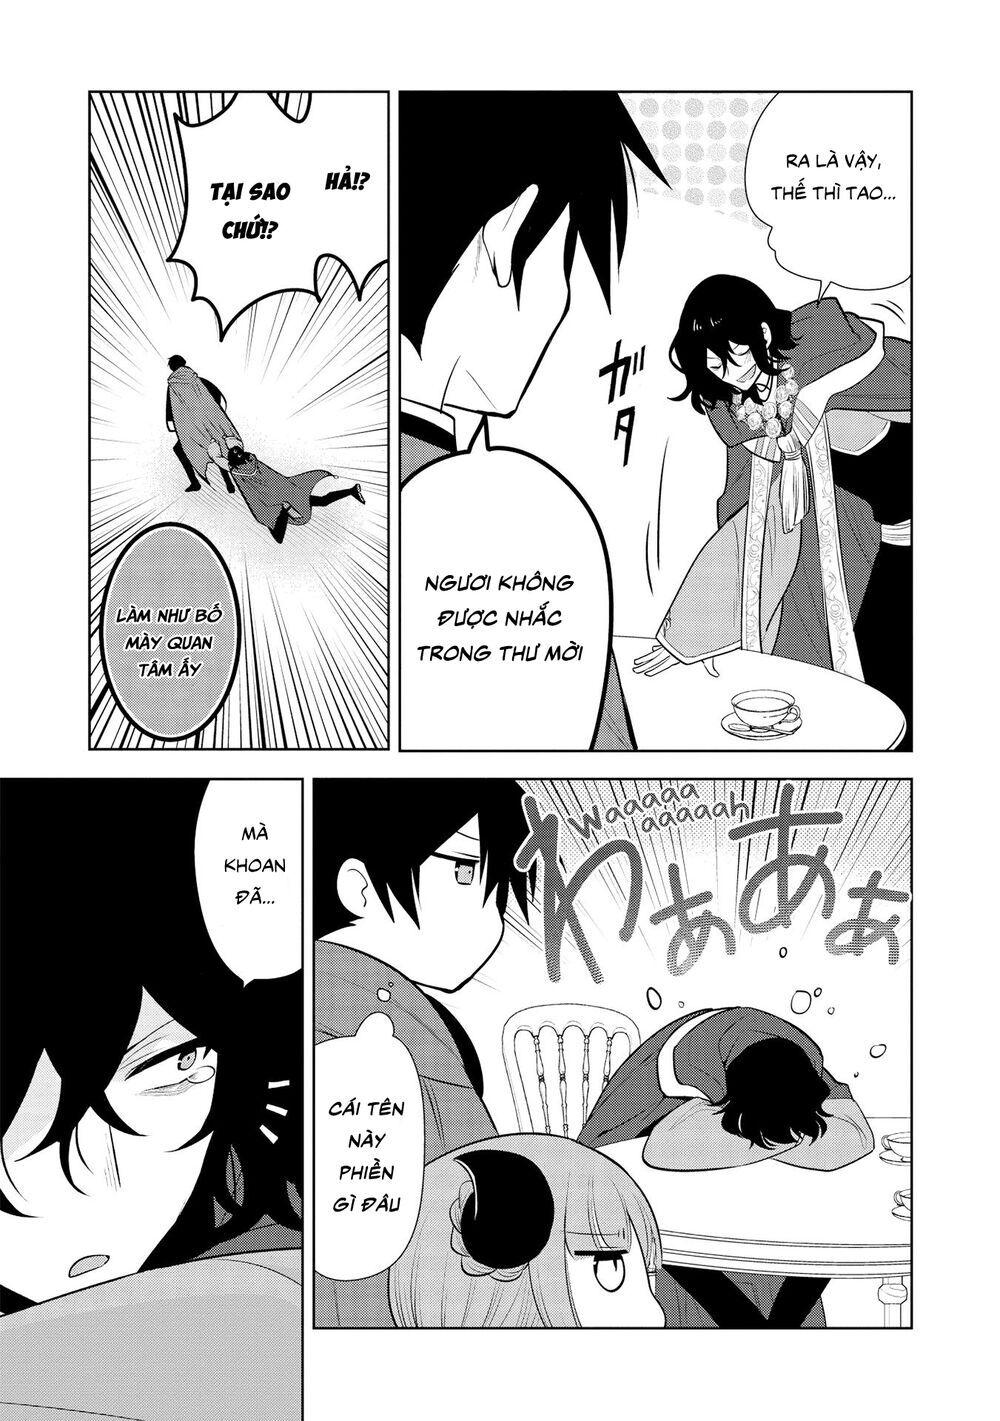 RA LÀ VẬY,
THẾ THÌ TAO...
ガタ
NGƯƠI KHÔNG
ĐƯỢC NHẮC
TRONG THƯ MỜI
HẢ!?
TẠI SAO
CHỨ!?
LÀM NHƯ BỐ
MÀY QUAN
TÂM ẤY
Waaaaa
aaaaah
わぁあぁ
CÁI TÊN
NÀY
PHIỀN
GÌ ĐÂU
MÀ
KHOAN
ĐÃ...